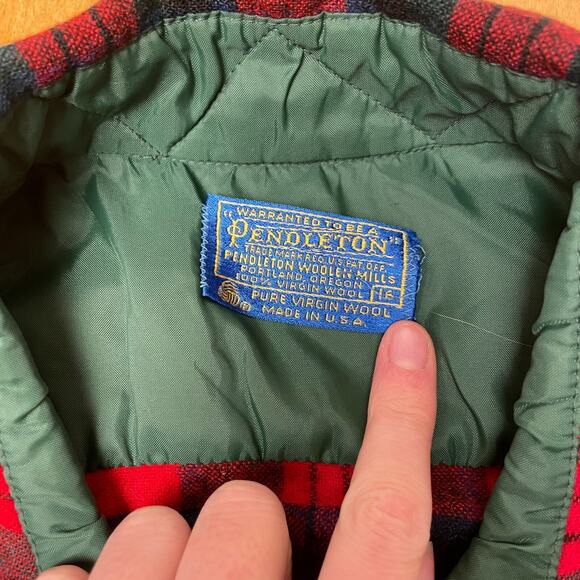 WARRANTED TO BE A
"PENDLETON"
TRADE MARK REG. U.S. PAT. OFF.
PENDLETON WOOLEN MILLS
PORTLAND, OREGON
100% VIRGIN WOOL 16
PURE VIRGIN WOOL
MADE IN U.S.A.